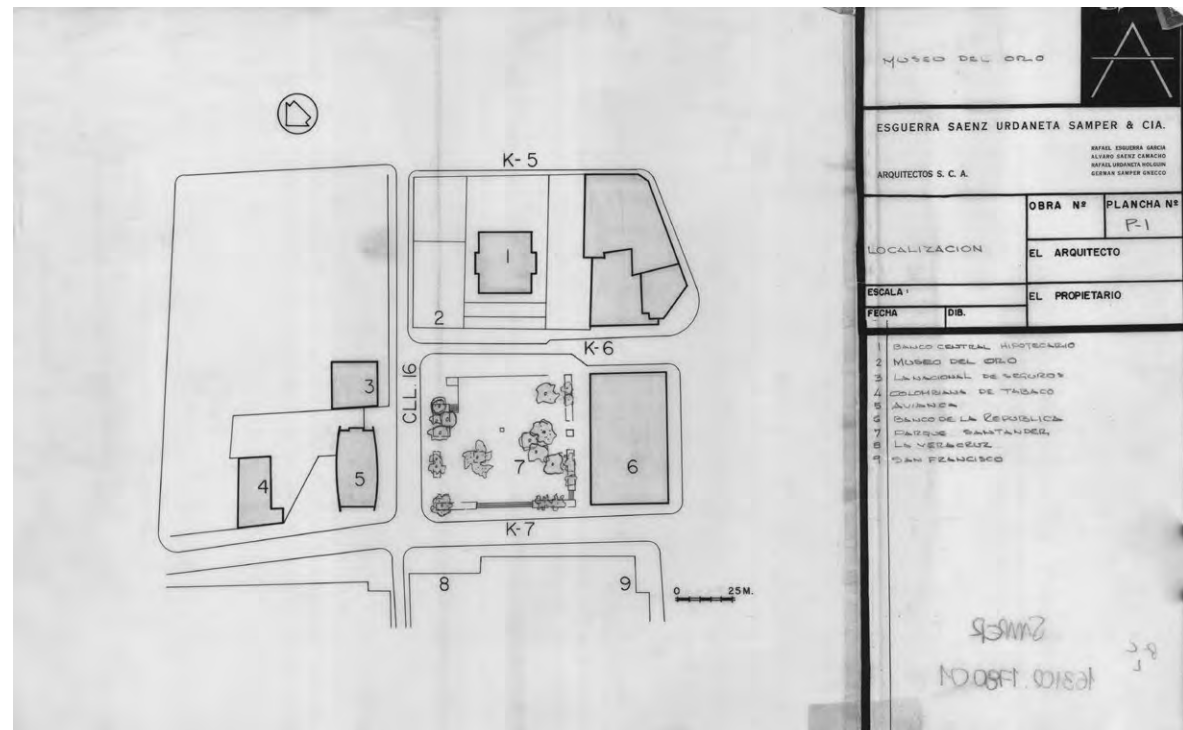 MUSEO DEL ORO
ESGUERRA SAENZ URDANETA SAMPER & CIA.
RAFAEL ESGUERRA GARCIA
ALVARO SAENZ CAMACHO
RAFAEL URDANETA HOLGUIN
GERMAN SAMPER GNECCO
ARQUITECTOS S. C. A.
OBRA Nº
PLANCHA Nº
P-1
LOCALIZACION
EL ARQUITECTO
ESCALA:
EL PROPIETARIO
FECHA
DIB.
1 BANCO CENTRAL HIPOTECARIO
2 MUSEO DEL ORO
3 LA NACIONAL DE SEGUROS
4 COLOMBIANA DE TABACO
5 AVIANCA
6 BANCO DE LA REPUBLICA
7 PARQUE SANTANDER
8 LA VERACRUZ
9 SAN FRANCISCO
K-5
1
2
K-6
CLL. 16
3
4
5
7
6
K-7
8
9
0 25M.
SAMPER